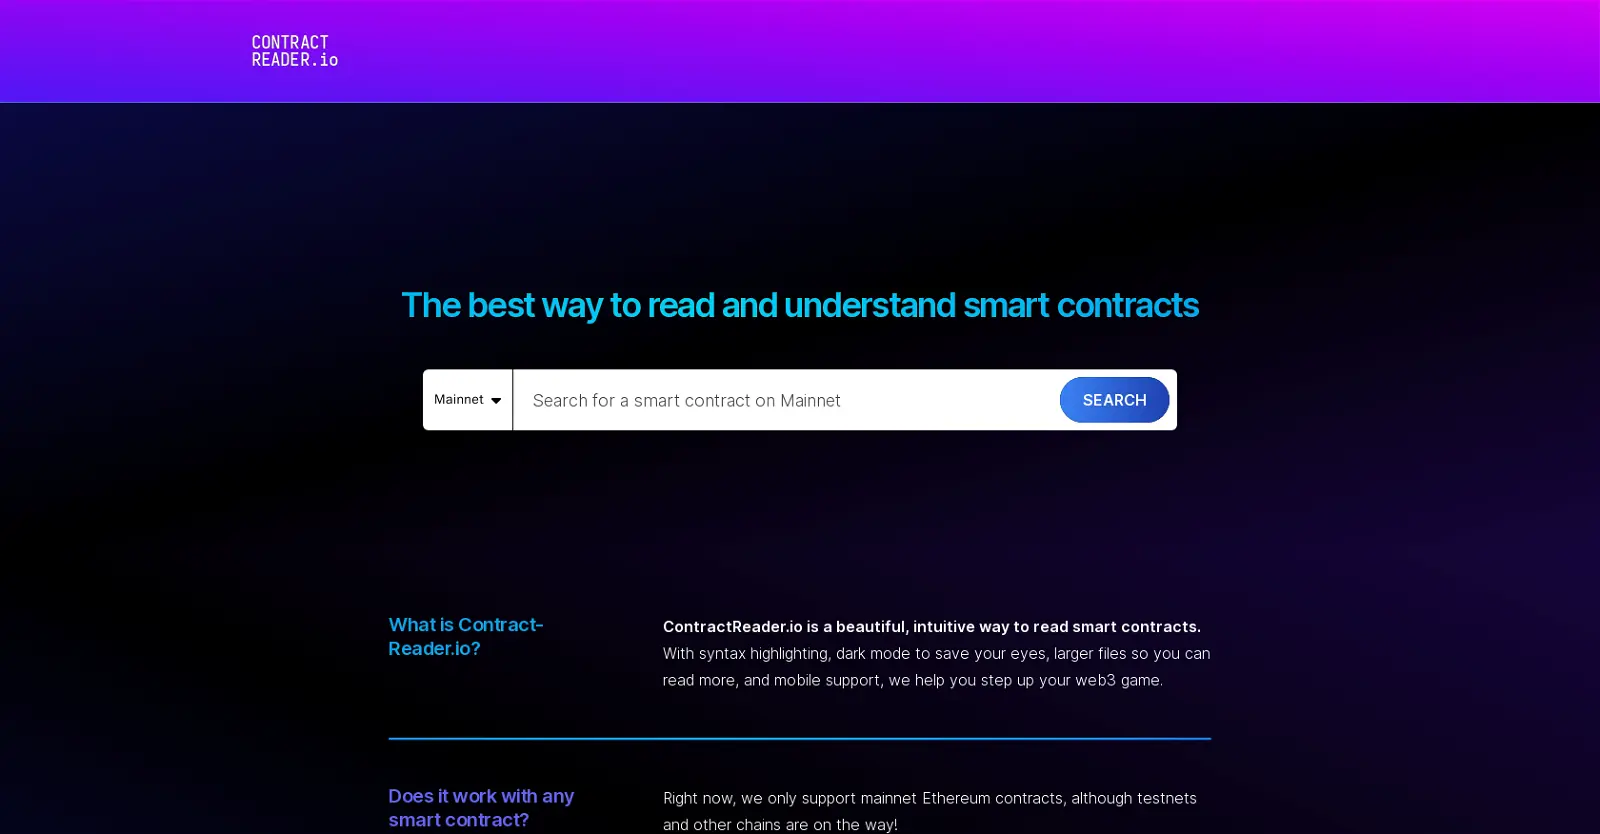 CONTRACT
READER.io
The best way to read and understand smart contracts
Mainnet
Search for a smart contract on Mainnet
SEARCH
What is Contract-
Reader.io?
ContractReader.io is a beautiful, intuitive way to read smart contracts.
With syntax highlighting, dark mode to save your eyes, larger files so you can
read more, and mobile support, we help you step up your web3 game.
Does it work with any
smart contract?
Right now, we only support mainnet Ethereum contracts, although testnets
and other chains are on the way!